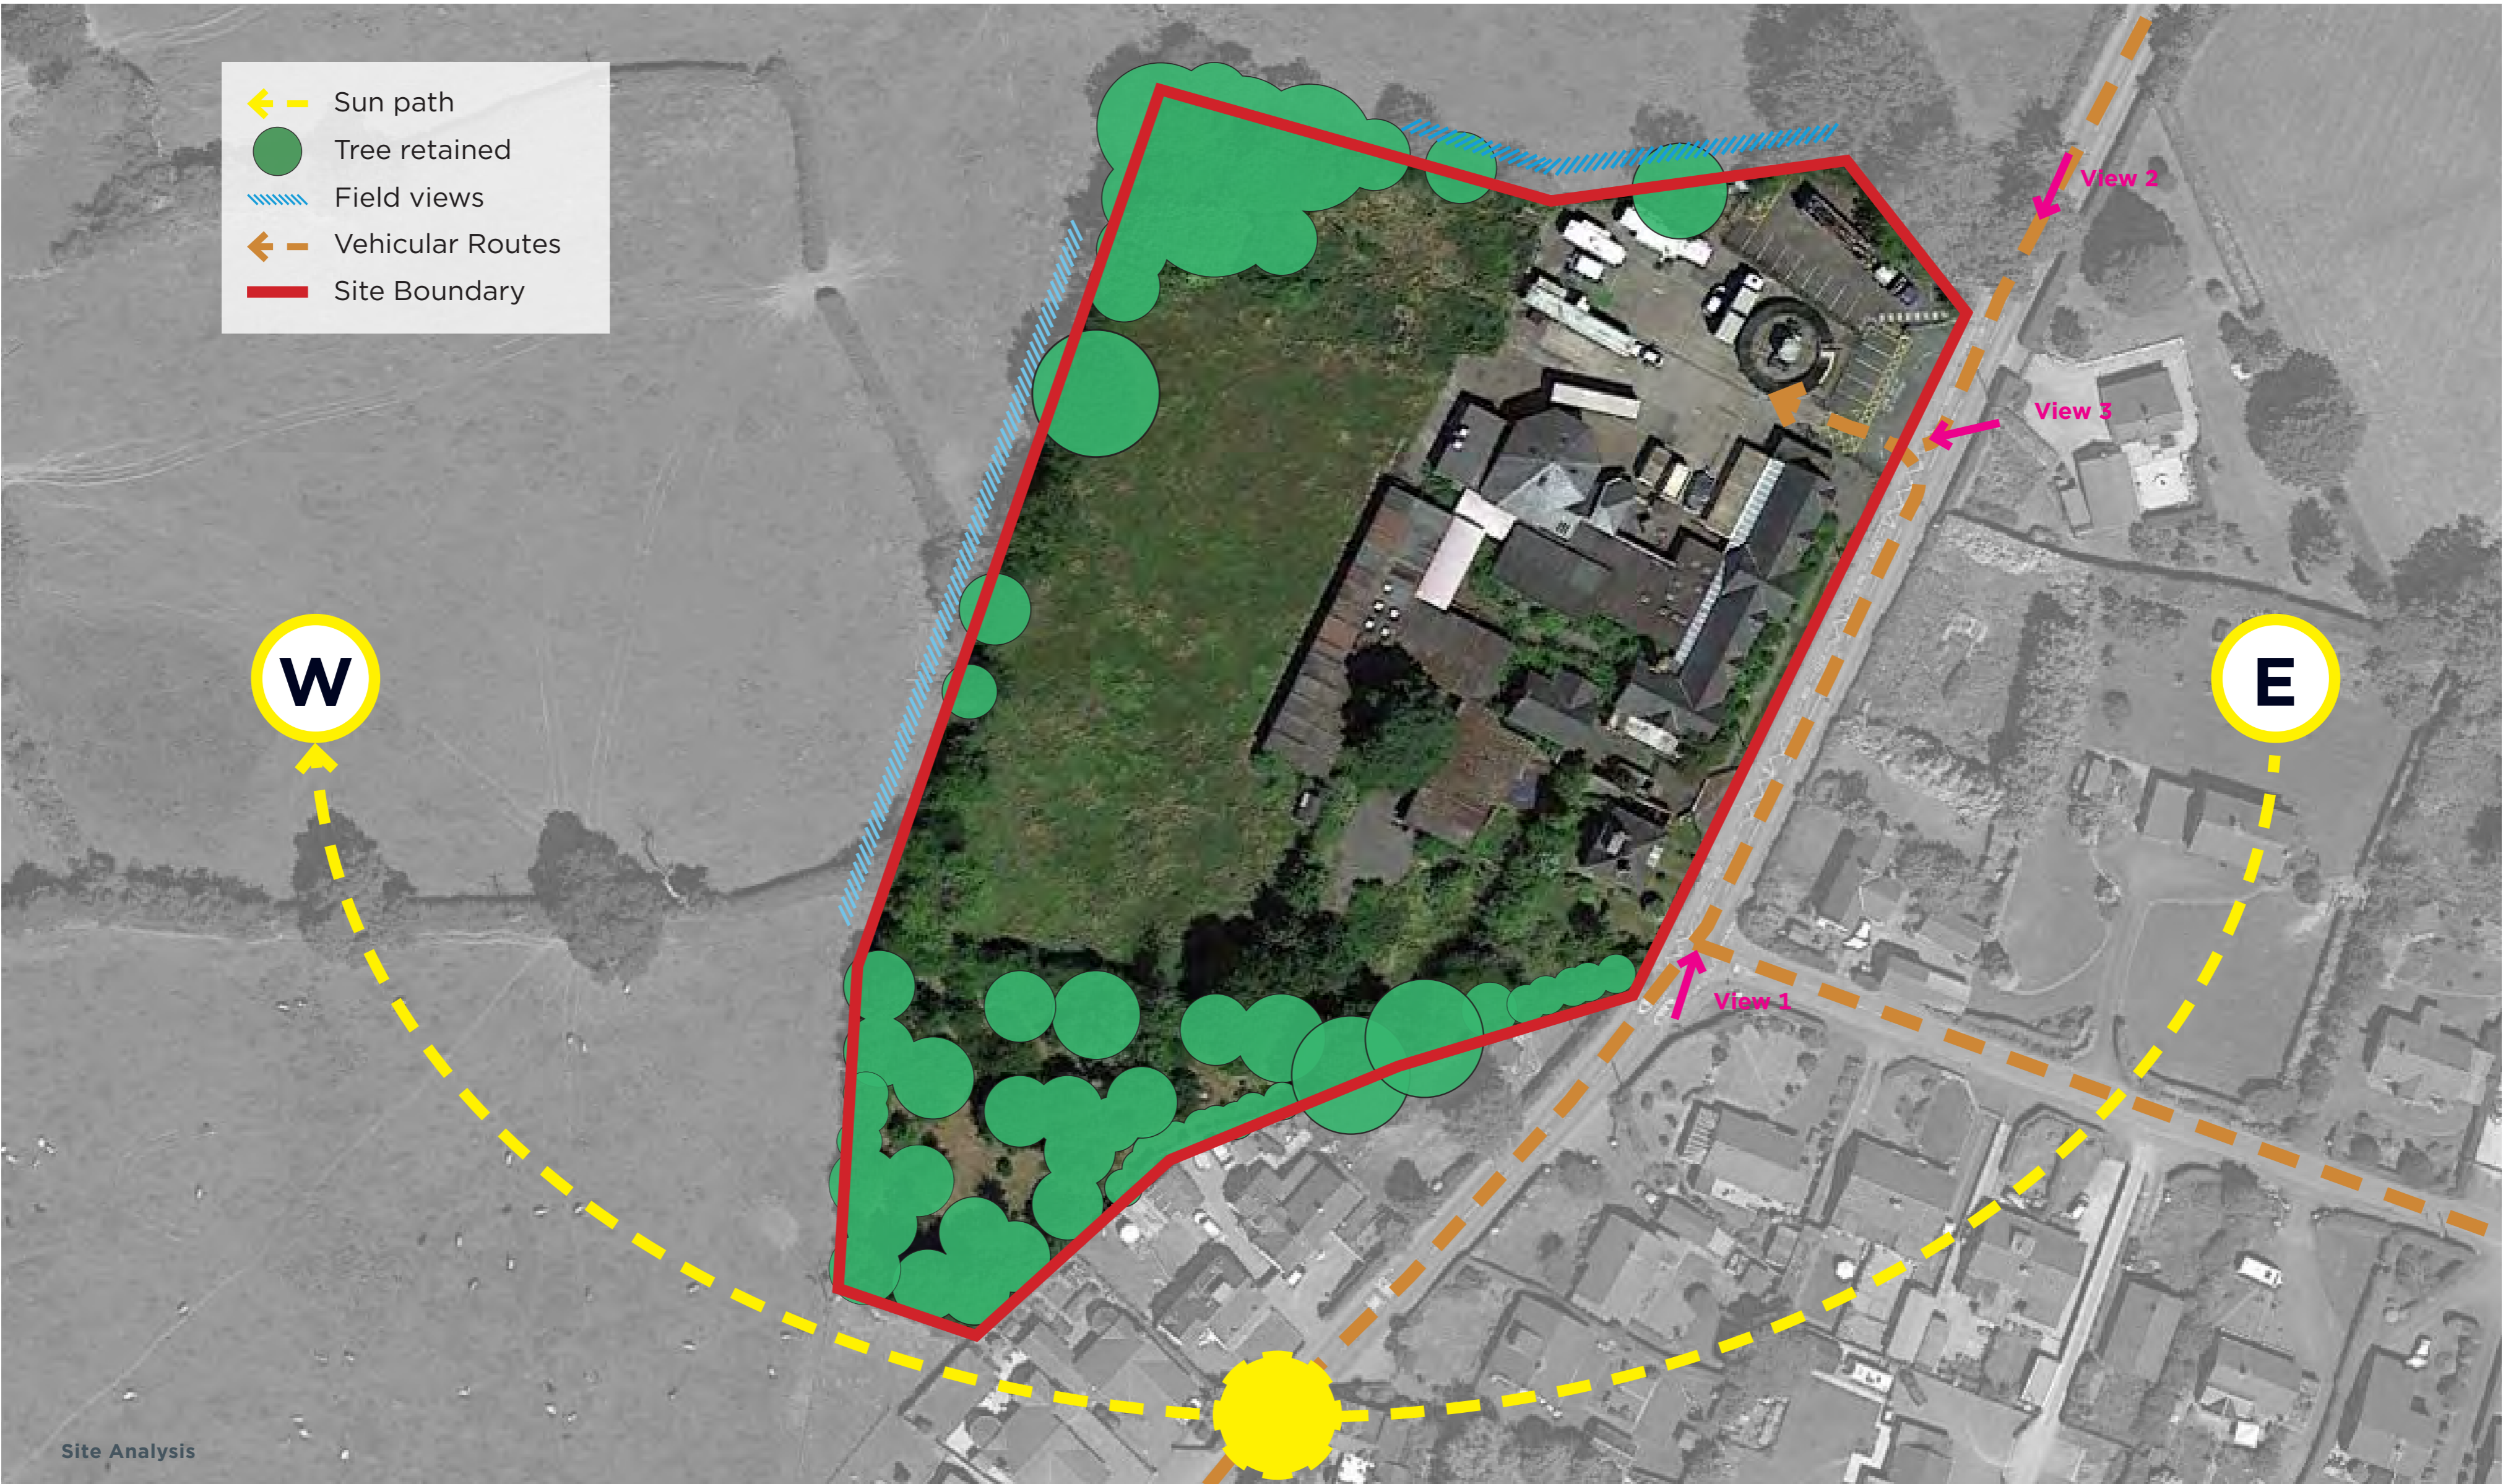 Sun path
Tree retained
Field views
Vehicular Routes
Site Boundary
View 2
View 3
W
E
View 1
Site Analysis